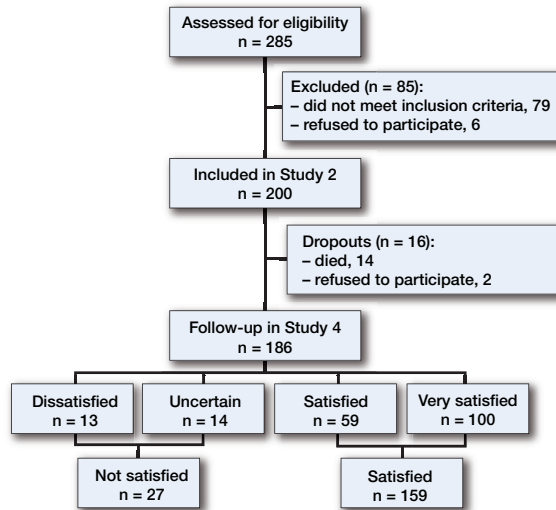 Assessed for eligibility
n = 285
Excluded (n = 85):
– did not meet inclusion criteria, 79
– refused to participate, 6
Included in Study 2
n = 200
Dropouts (n = 16):
– died, 14
– refused to participate, 2
Follow-up in Study 4
n = 186
Dissatisfied
n = 13
Uncertain
n = 14
Satisfied
n = 59
Very satisfied
n = 100
Not satisfied
n = 27
Satisfied
n = 159